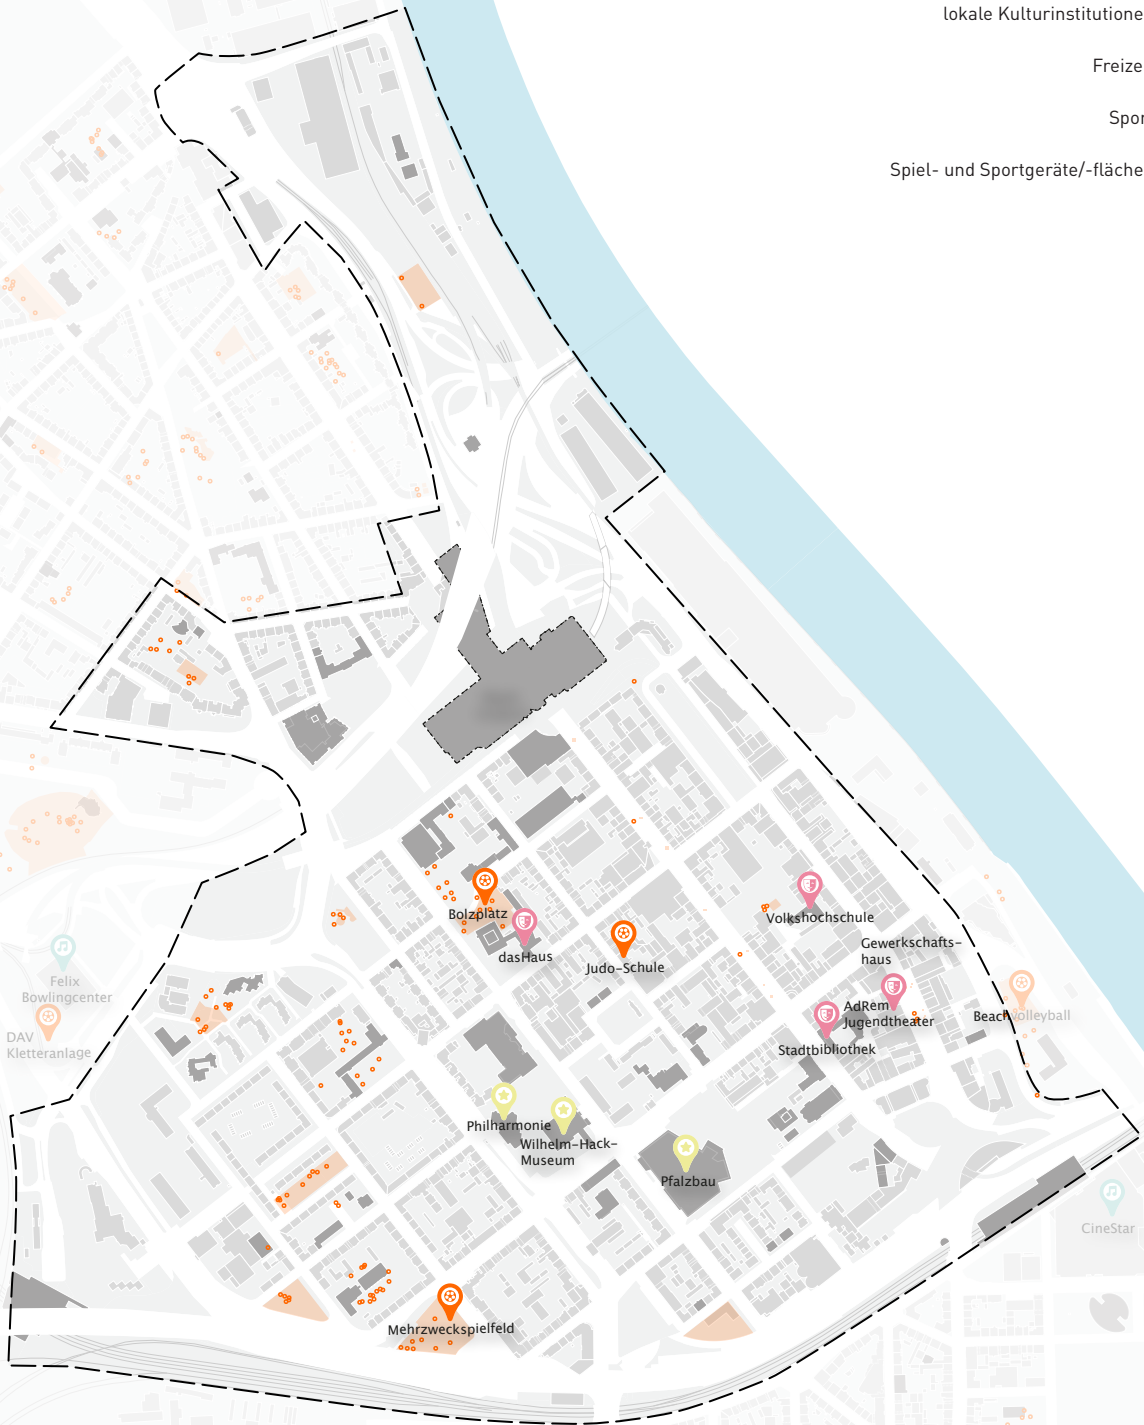 lokale Kulturinstitutione
Freize
Spor
Spiel- und Sportgeräte/-fläche
Bolzplatz
dasHaus
Judo-Schule
Volkshochschule
Gewerkschafts-
haus
AdRem
Jugendtheater
Stadtbibliothek
Beachvolleyball
Felix
Bowlingcenter
DAV
Kletteranlage
Philharmonie
Wilhelm-Hack-
Museum
Pfalzbau
CineStar
Mehrzweckspielfeld